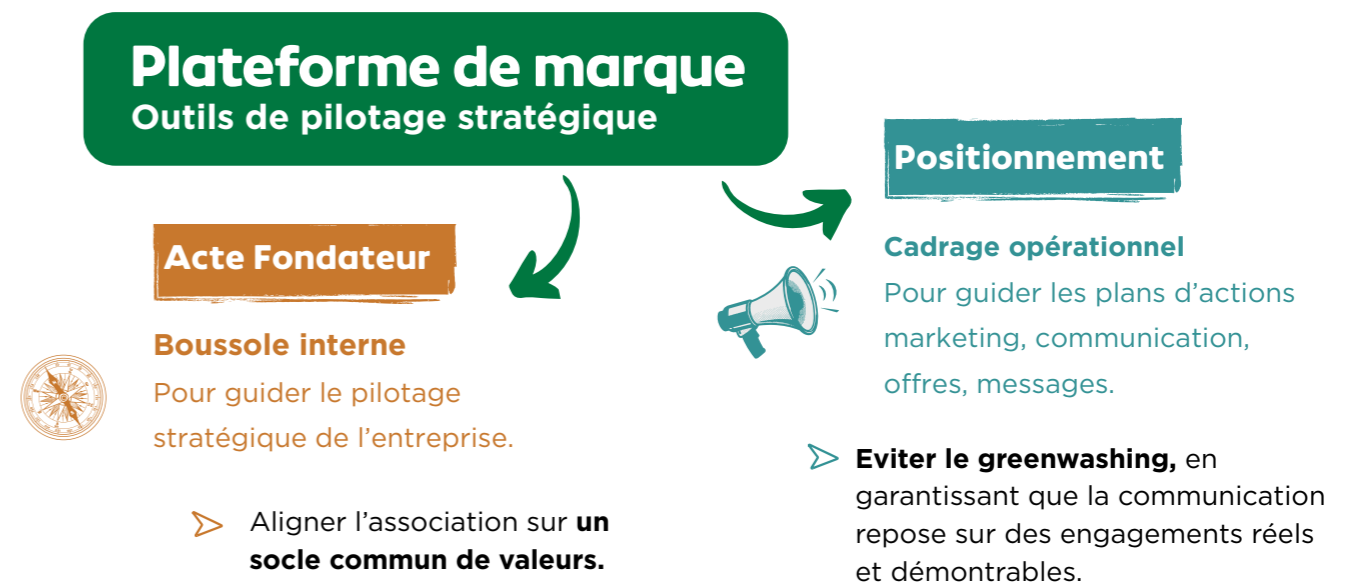 Plateforme de marque
Outils de pilotage stratégique
Acte Fondateur
Boussole interne
Pour guider le pilotage
stratégique de l'entreprise.
Aligner l'association sur un
socle commun de valeurs.
Positionnement
Cadrage opérationnel
Pour guider les plans d'actions
marketing, communication,
offres, messages.
Eviter le greenwashing, en
garantissant que la communication
repose sur des engagements réels
et démontrables.